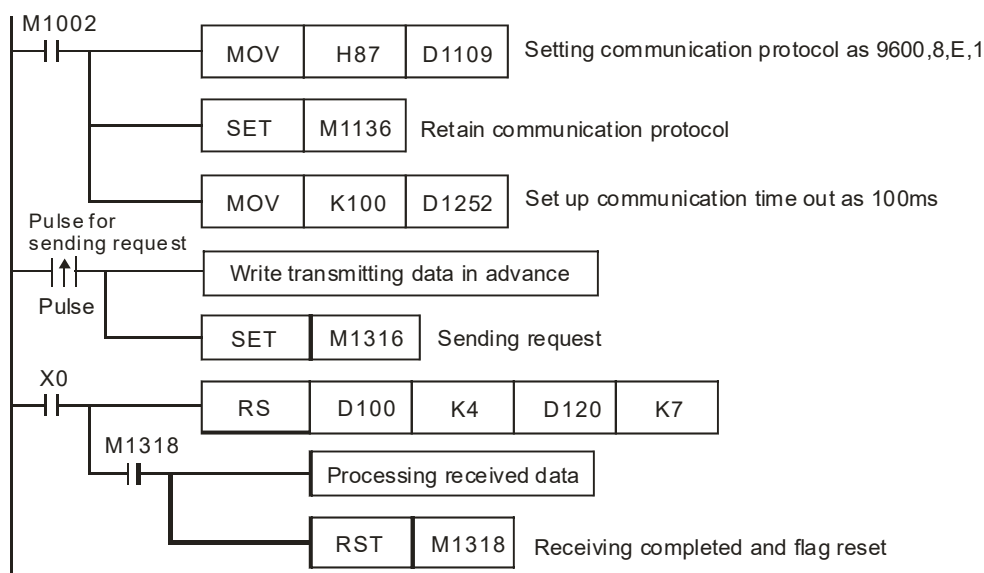 M1002
MOV H87 D1109 Setting communication protocol as 9600,8,E,1
SET M1136 Retain communication protocol
MOV K100 D1252 Set up communication time out as 100ms
Pulse for
sending request
Write transmitting data in advance
Pulse
SET M1316 Sending request
X0
RS D100 K4 D120 K7
M1318
Processing received data
RST M1318 Receiving completed and flag reset